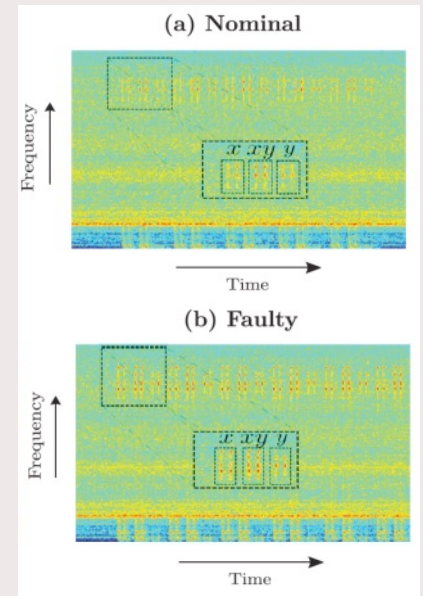 (a) Nominal
Frequency
x xy y
Time
(b) Faulty
Frequency
x xy y
Time